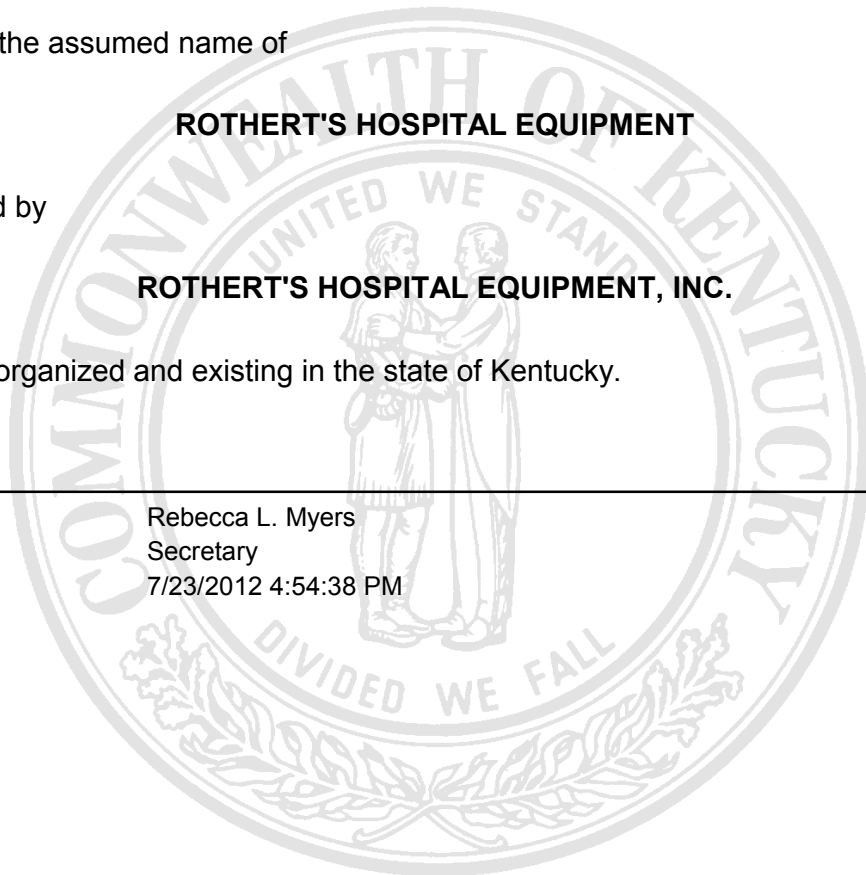 the assumed name of
ROTHERT'S HOSPITAL EQUIPMENT
d by
ROTHERT'S HOSPITAL EQUIPMENT, INC.
organized and existing in the state of Kentucky.
Rebecca L. Myers
Secretary
7/23/2012 4:54:38 PM
COMMONWEALTH OF KENTUCKY
UNITED WE STAND
DIVIDED WE FALL